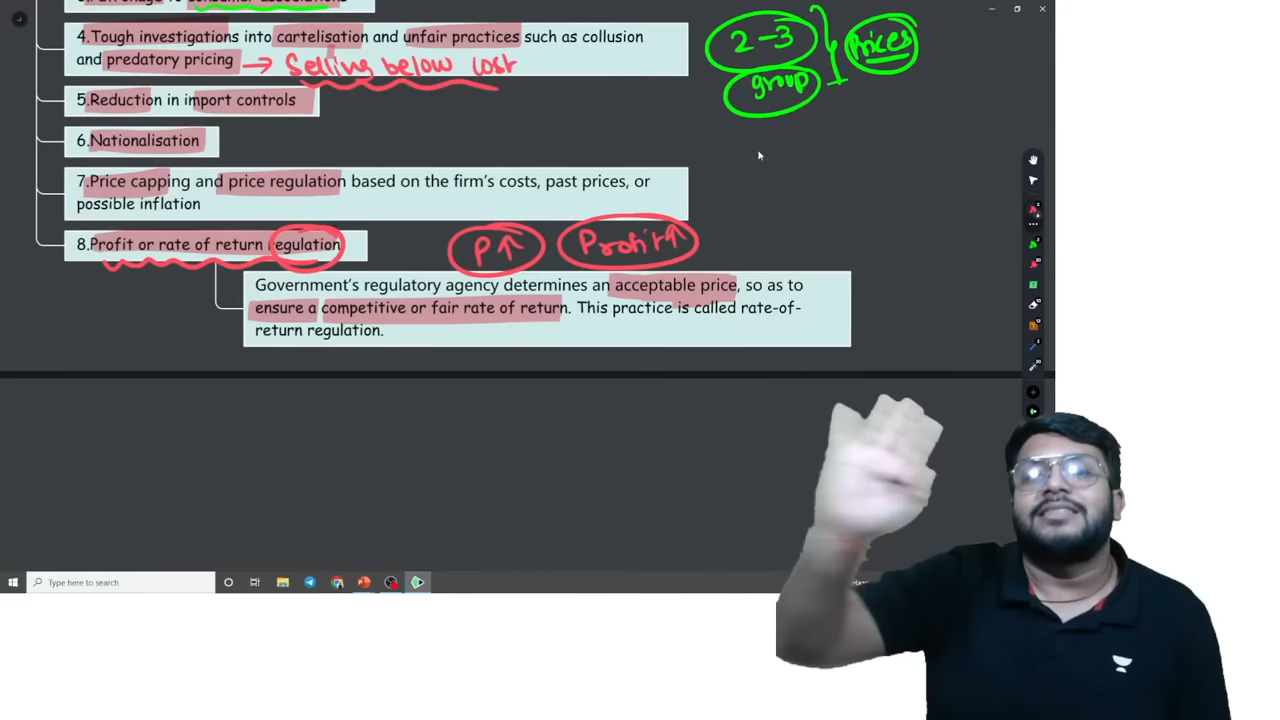 consumer associations
4.Tough investigations into cartelisation and unfair practices such as collusion
and predatory pricing → Selling below cost
2-3
group
Prices
5.Reduction in import controls
6.Nationalisation
7.Price capping and price regulation based on the firm's costs, past prices, or
possible inflation
8.Profit or rate of return regulation
P↑
Profit↑
Government's regulatory agency determines an acceptable price, so as to
ensure a competitive or fair rate of return. This practice is called rate-of-
return regulation.
Type here to search